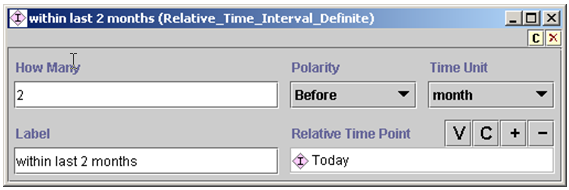 within last 2 months (Relative_Time_Interval_Definite)
C
How Many Polarity Time Unit
2 Before month
Label Relative Time Point V C + −
within last 2 months Today